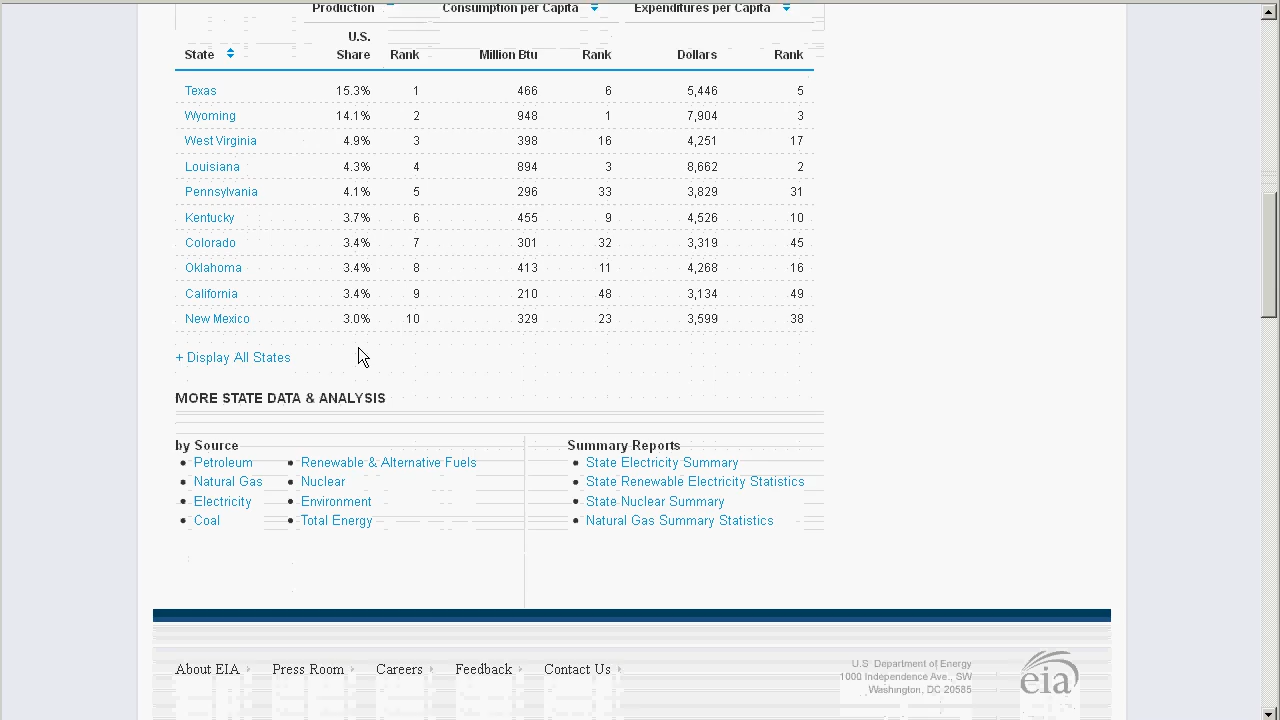 Production Consumption per Capita Expenditures per Capita
U.S.
State Share Rank Million Btu Rank Dollars Rank
Texas 15.3% 1 466 6 5,446 5
Wyoming 14.1% 2 948 1 7,904 3
West Virginia 4.9% 3 398 16 4,251 17
Louisiana 4.3% 4 894 3 8,662 2
Pennsylvania 4.1% 5 296 33 3,829 31
Kentucky 3.7% 6 455 9 4,526 10
Colorado 3.4% 7 301 32 3,319 45
Oklahoma 3.4% 8 413 11 4,268 16
California 3.4% 9 210 48 3,134 49
New Mexico 3.0% 10 329 23 3,599 38
+ Display All States
MORE STATE DATA & ANALYSIS
by Source Summary Reports
• Petroleum • Renewable & Alternative Fuels • State Electricity Summary
• Natural Gas • Nuclear • State Renewable Electricity Statistics
• Electricity • Environment • State Nuclear Summary
• Coal • Total Energy • Natural Gas Summary Statistics
About EIA Press Room Careers Feedback Contact Us
U.S Department of Energy
1000 Independence Ave., SW
Washington, DC 20585
eia